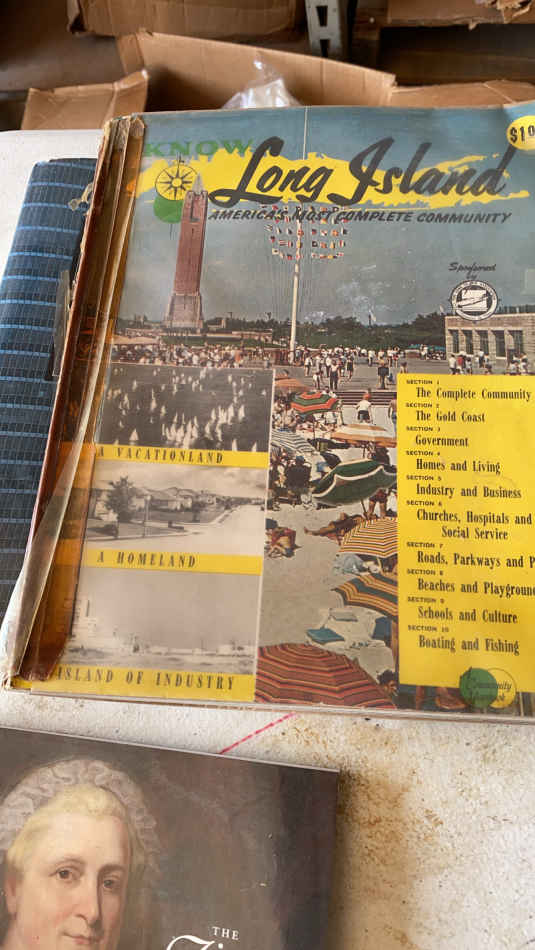 KNOW
Long Island
AMERICA'S MOST COMPLETE COMMUNITY
$10
Sponsored
by
SECTION 1
The Complete Community
SECTION 2
The Gold Coast
SECTION 3
Government
SECTION 4
Homes and Living
SECTION 5
Industry and Business
SECTION 6
Churches, Hospitals and
Social Service
SECTION 7
Roads, Parkways and P
SECTION 8
Beaches and Playgroun
SECTION 9
Schools and Culture
SECTION 10
Boating and Fishing
A VACATIONLAND
A HOMELAND
ISLAND OF INDUSTRY
THE